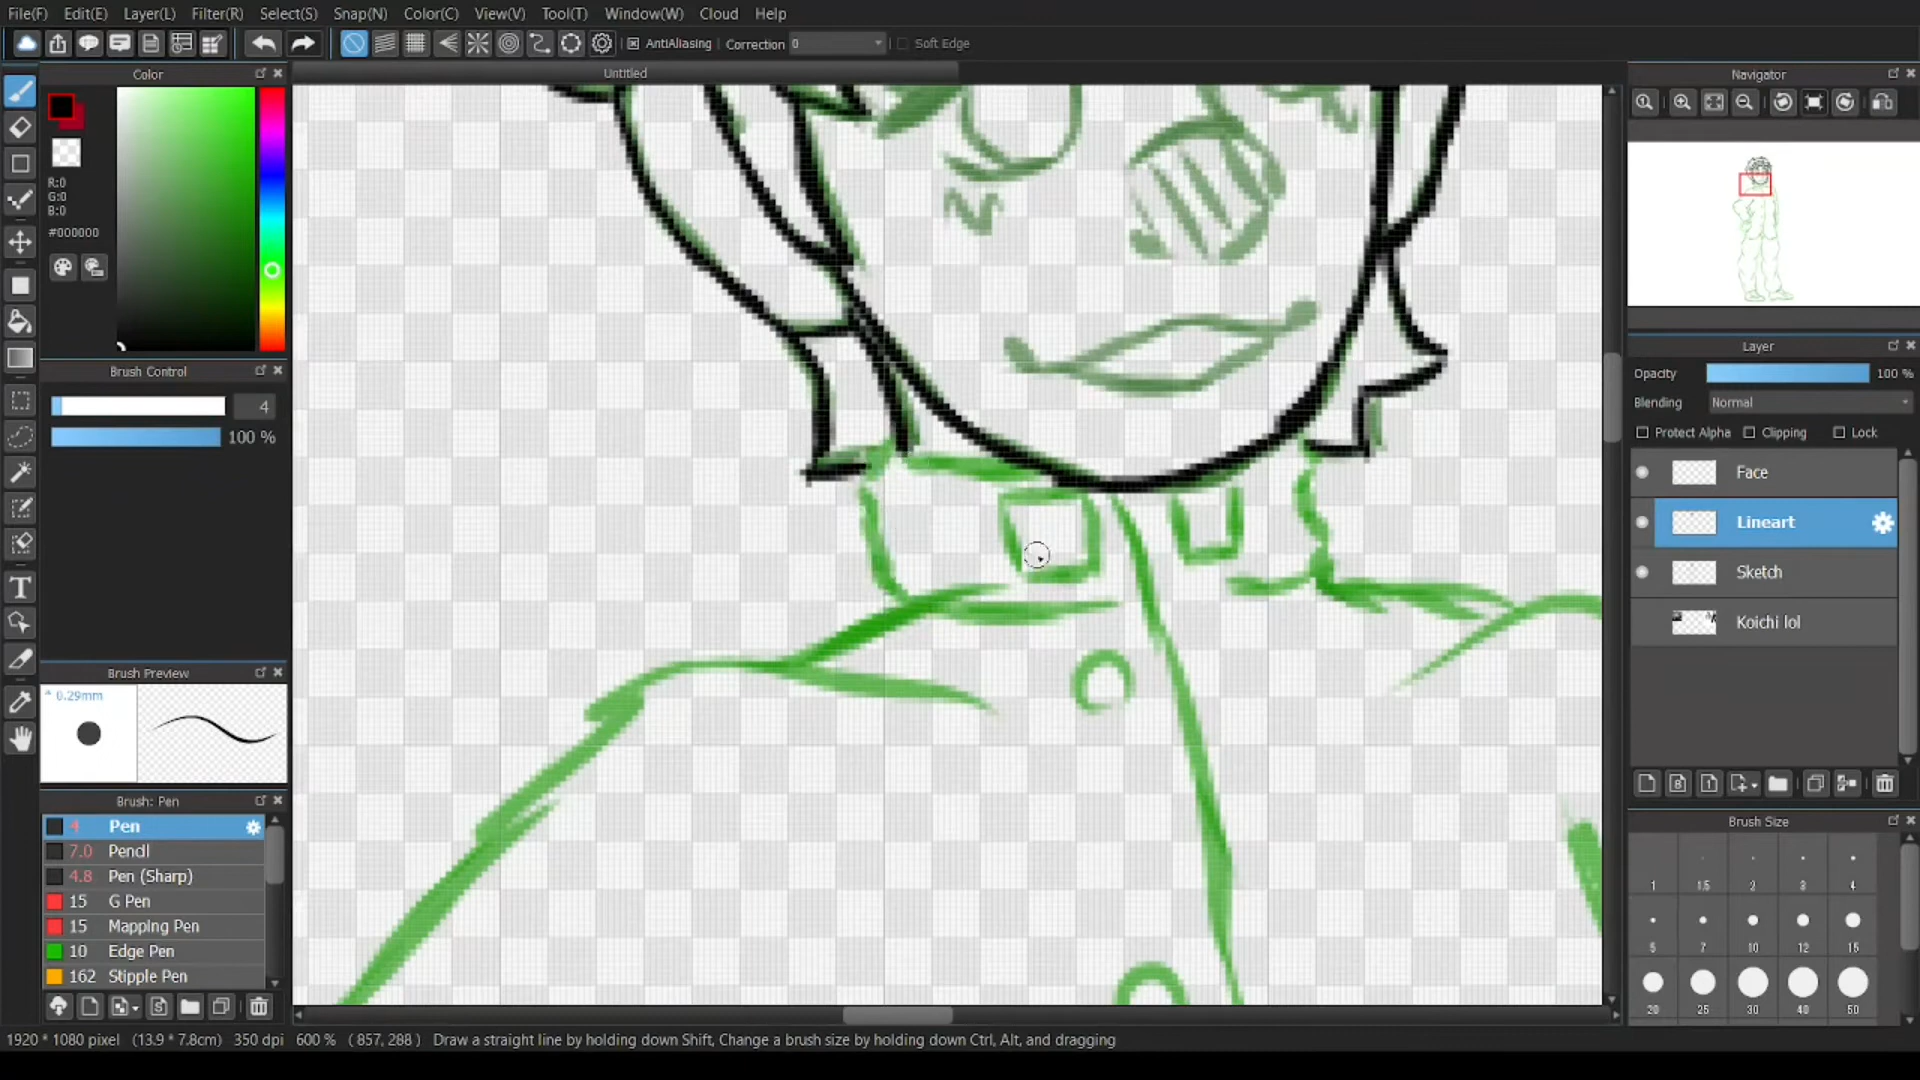 File(F) Edit(E) Layer(L) Filter(R) Select(S) Snap(N) Color(C) View(V) Tool(T) Window(W) Cloud Help
AntiAliasing Correction 0 Soft Edge
Color
Untitled
Navigator
R:0
G:0
B:0
#000000
Brush Control
4
100 %
Brush Preview
* 0.29mm
Brush: Pen
4 Pen
7.0 Pencil
4.8 Pen (Sharp)
15 G Pen
15 Mapping Pen
10 Edge Pen
162 Stipple Pen
Layer
Opacity 100 %
Blending Normal
Protect Alpha Clipping Lock
Face
Lineart
Sketch
Koichi lol
Brush Size
1 1.5 2 3 4
5 7 10 12 15
20 25 30 40 50
1920 * 1080 pixel (13.9 * 7.8cm) 350 dpi 600 % ( 857, 288 ) Draw a straight line by holding down Shift, Change a brush size by holding down Ctrl, Alt, and dragging